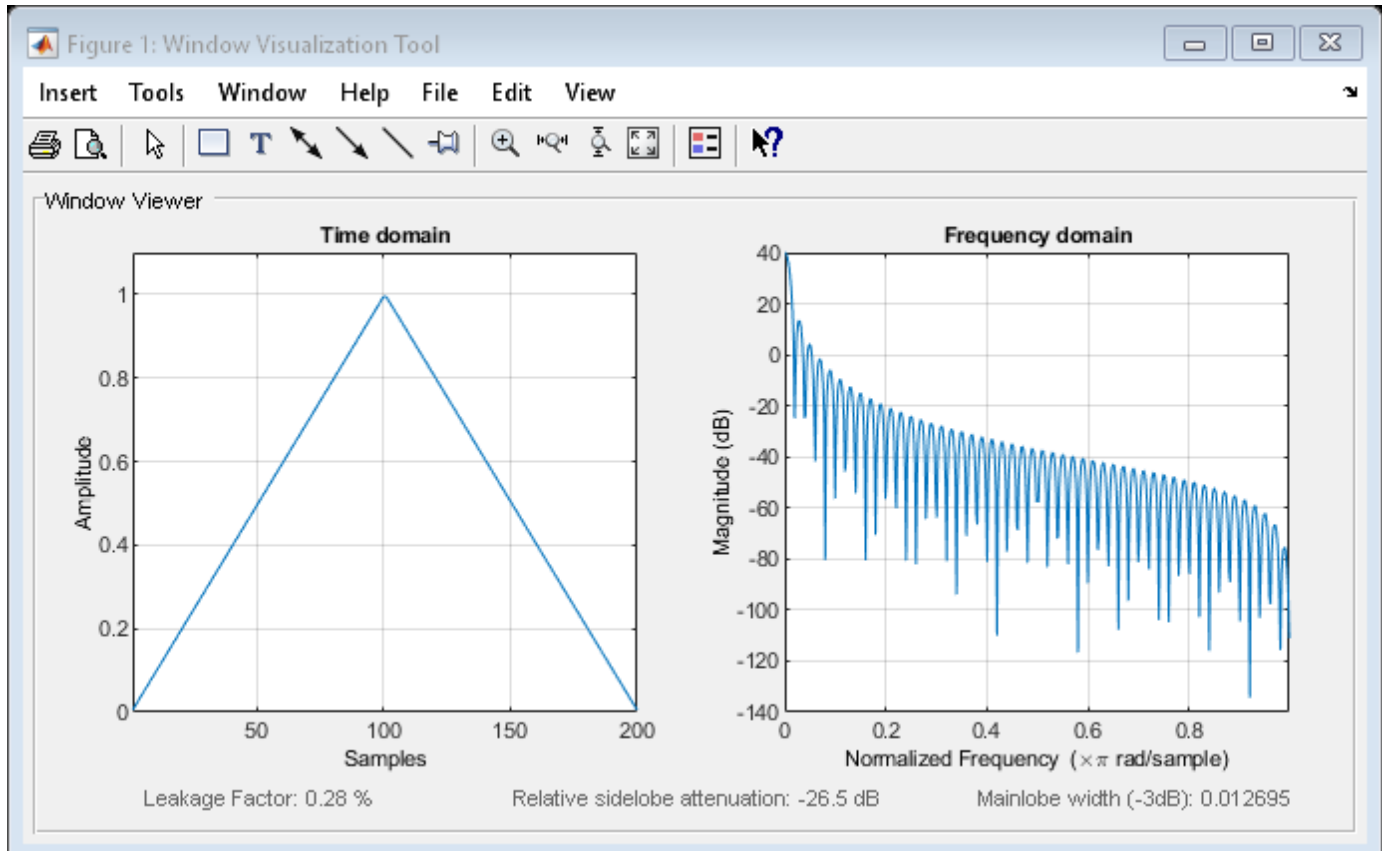 Figure 1: Window Visualization Tool
Insert Tools Window Help File Edit View
T
?
Window Viewer
Time domain
1
0.8
0.6
0.4
0.2
0
50 100 150 200
Amplitude
Samples
Frequency domain
40
20
0
-20
-40
-60
-80
-100
-120
-140
0 0.2 0.4 0.6 0.8
Magnitude (dB)
Normalized Frequency (×π rad/sample)
Leakage Factor: 0.28 % Relative sidelobe attenuation: -26.5 dB Mainlobe width (-3dB): 0.012695